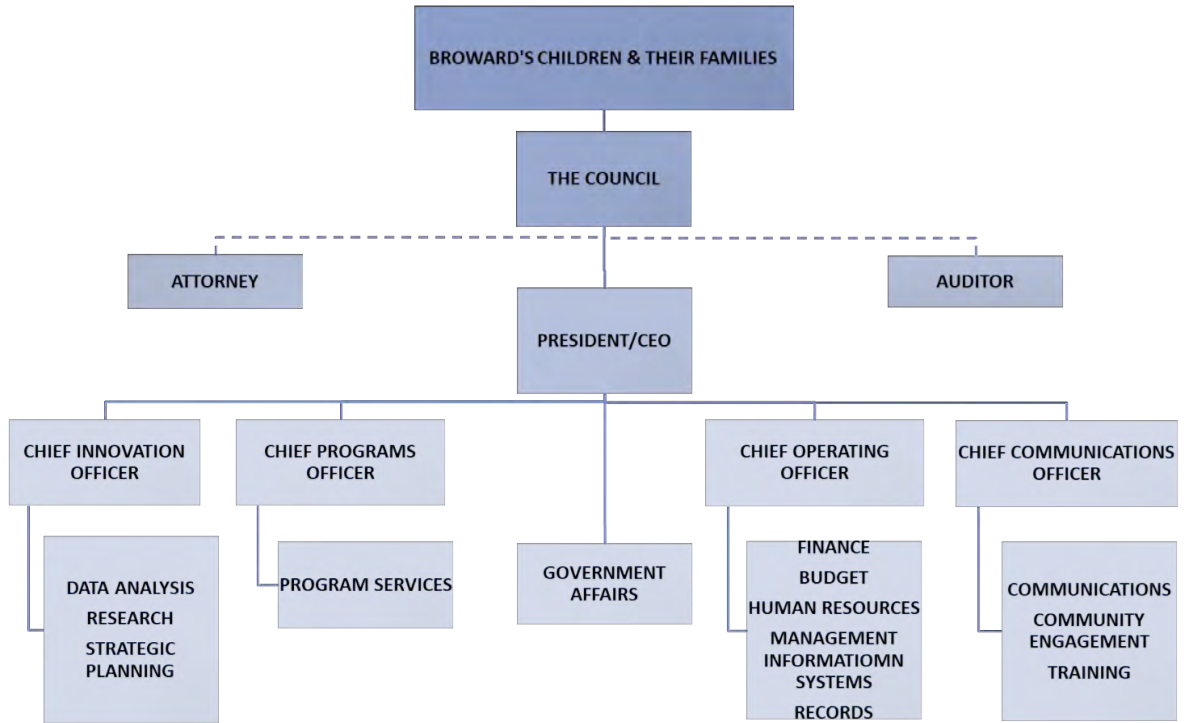 BROWARD'S CHILDREN & THEIR FAMILIES
THE COUNCIL
ATTORNEY
AUDITOR
PRESIDENT/CEO
CHIEF INNOVATION
OFFICER
CHIEF PROGRAMS
OFFICER
CHIEF OPERATING
OFFICER
CHIEF COMMUNICATIONS
OFFICER
DATA ANALYSIS
RESEARCH
STRATEGIC
PLANNING
PROGRAM SERVICES
GOVERNMENT
AFFAIRS
FINANCE
BUDGET
HUMAN RESOURCES
MANAGEMENT
INFORMATIOMN
SYSTEMS
RECORDS
COMMUNICATIONS
COMMUNITY
ENGAGEMENT
TRAINING